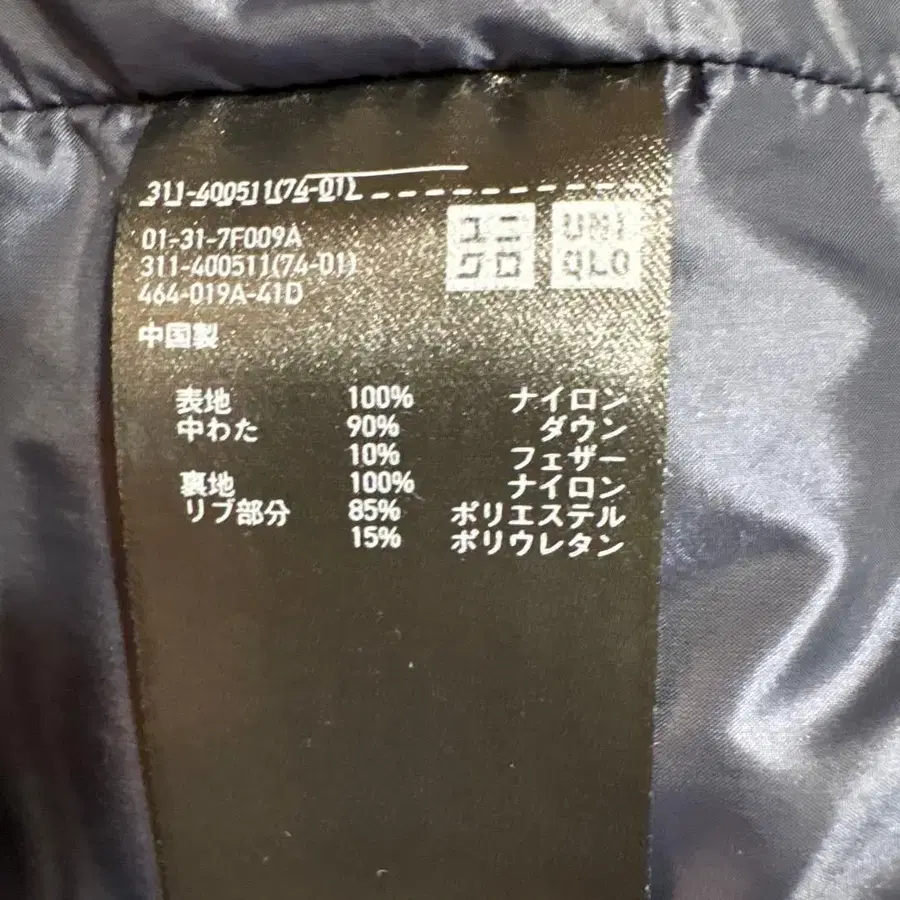 311-400511(74-01)
ユニ UNI
クロ QLO
01-31-7F009A
311-400511(74-01)
464-019A-41D
中国製
表地 100% ナイロン
中わた 90% ダウン
10% フェザー
裏地 100% ナイロン
リブ部分 85% ポリエステル
15% ポリウレタン